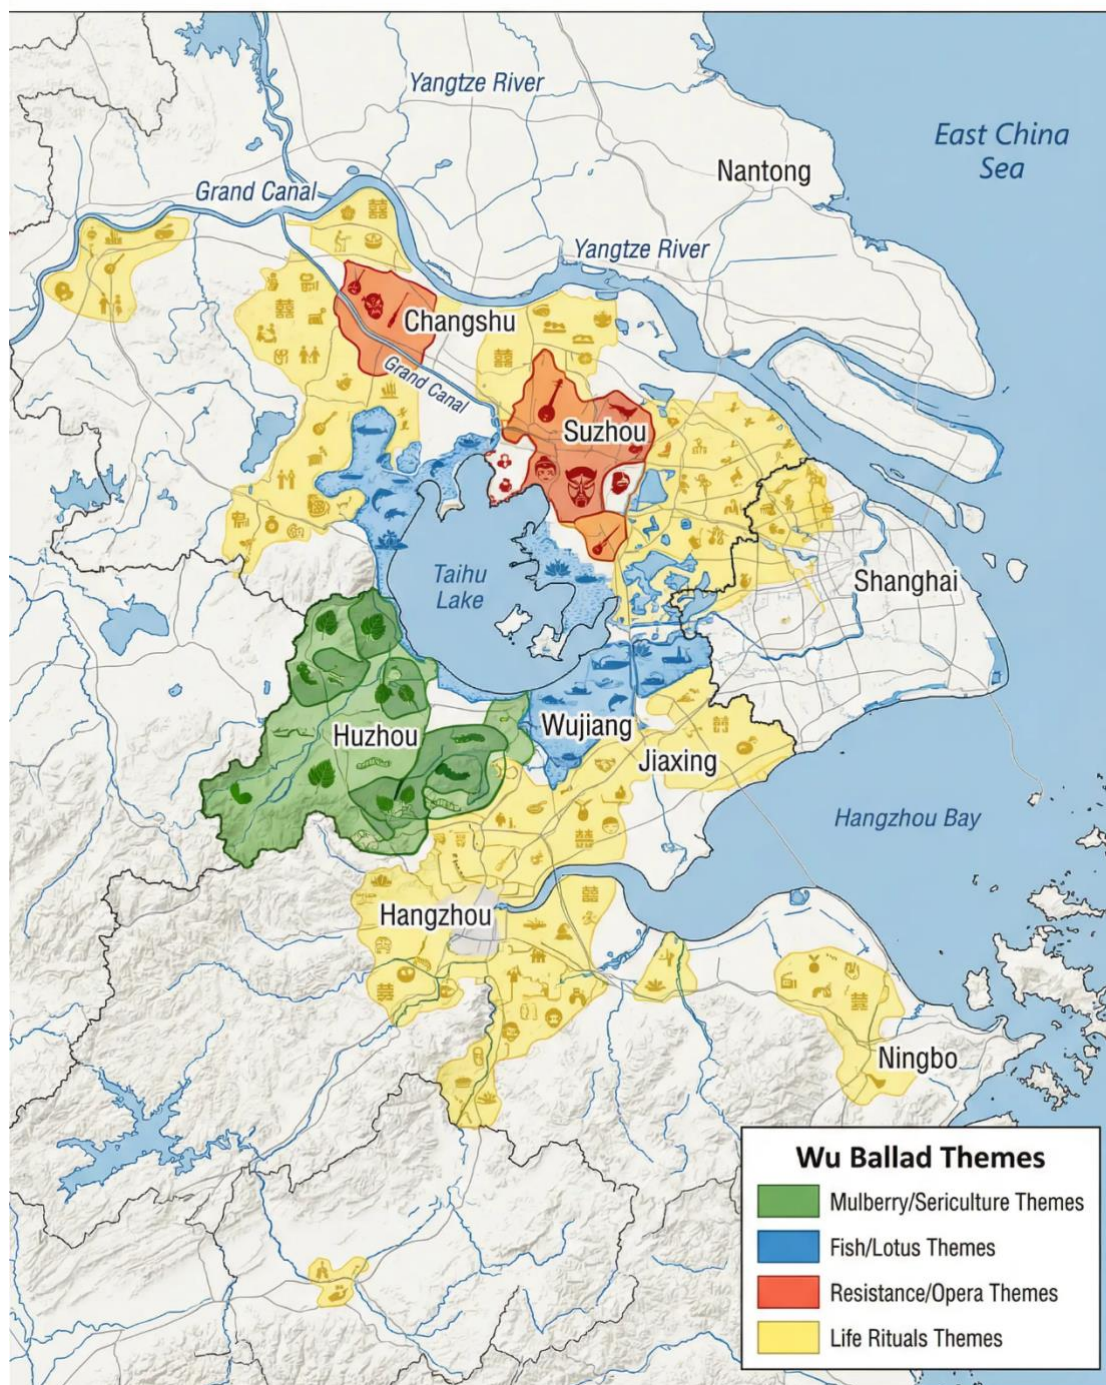 Yangtze River
East China
Sea
Nantong
Grand Canal
Yangtze River
Changshu
Grand Canal
Suzhou
Taihu
Lake
Shanghai
Huzhou
Wujiang
Jiaxing
Hangzhou Bay
Hangzhou
Ningbo
Wu Ballad Themes
Mulberry/Sericulture Themes
Fish/Lotus Themes
Resistance/Opera Themes
Life Rituals Themes